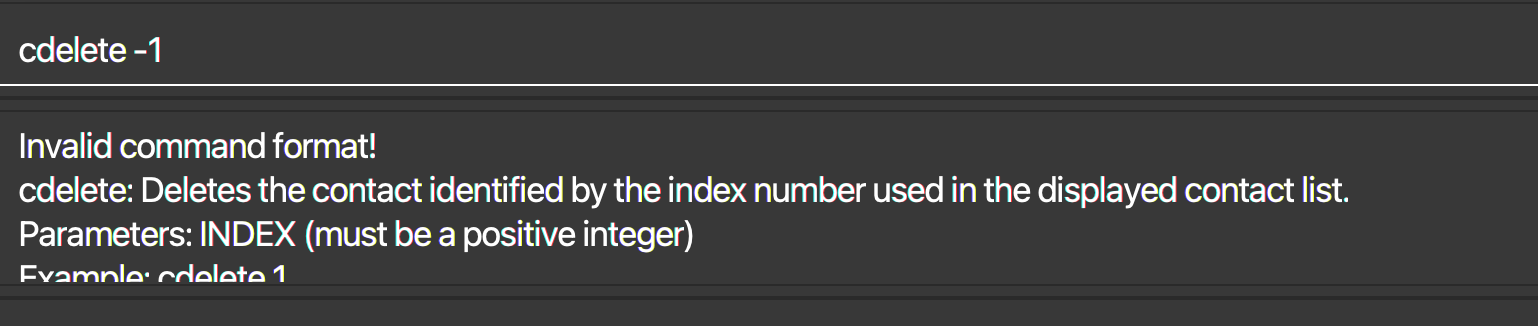 cdelete -1
Invalid command format!
cdelete: Deletes the contact identified by the index number used in the displayed contact list.
Parameters: INDEX (must be a positive integer)
Example: cdelete 1